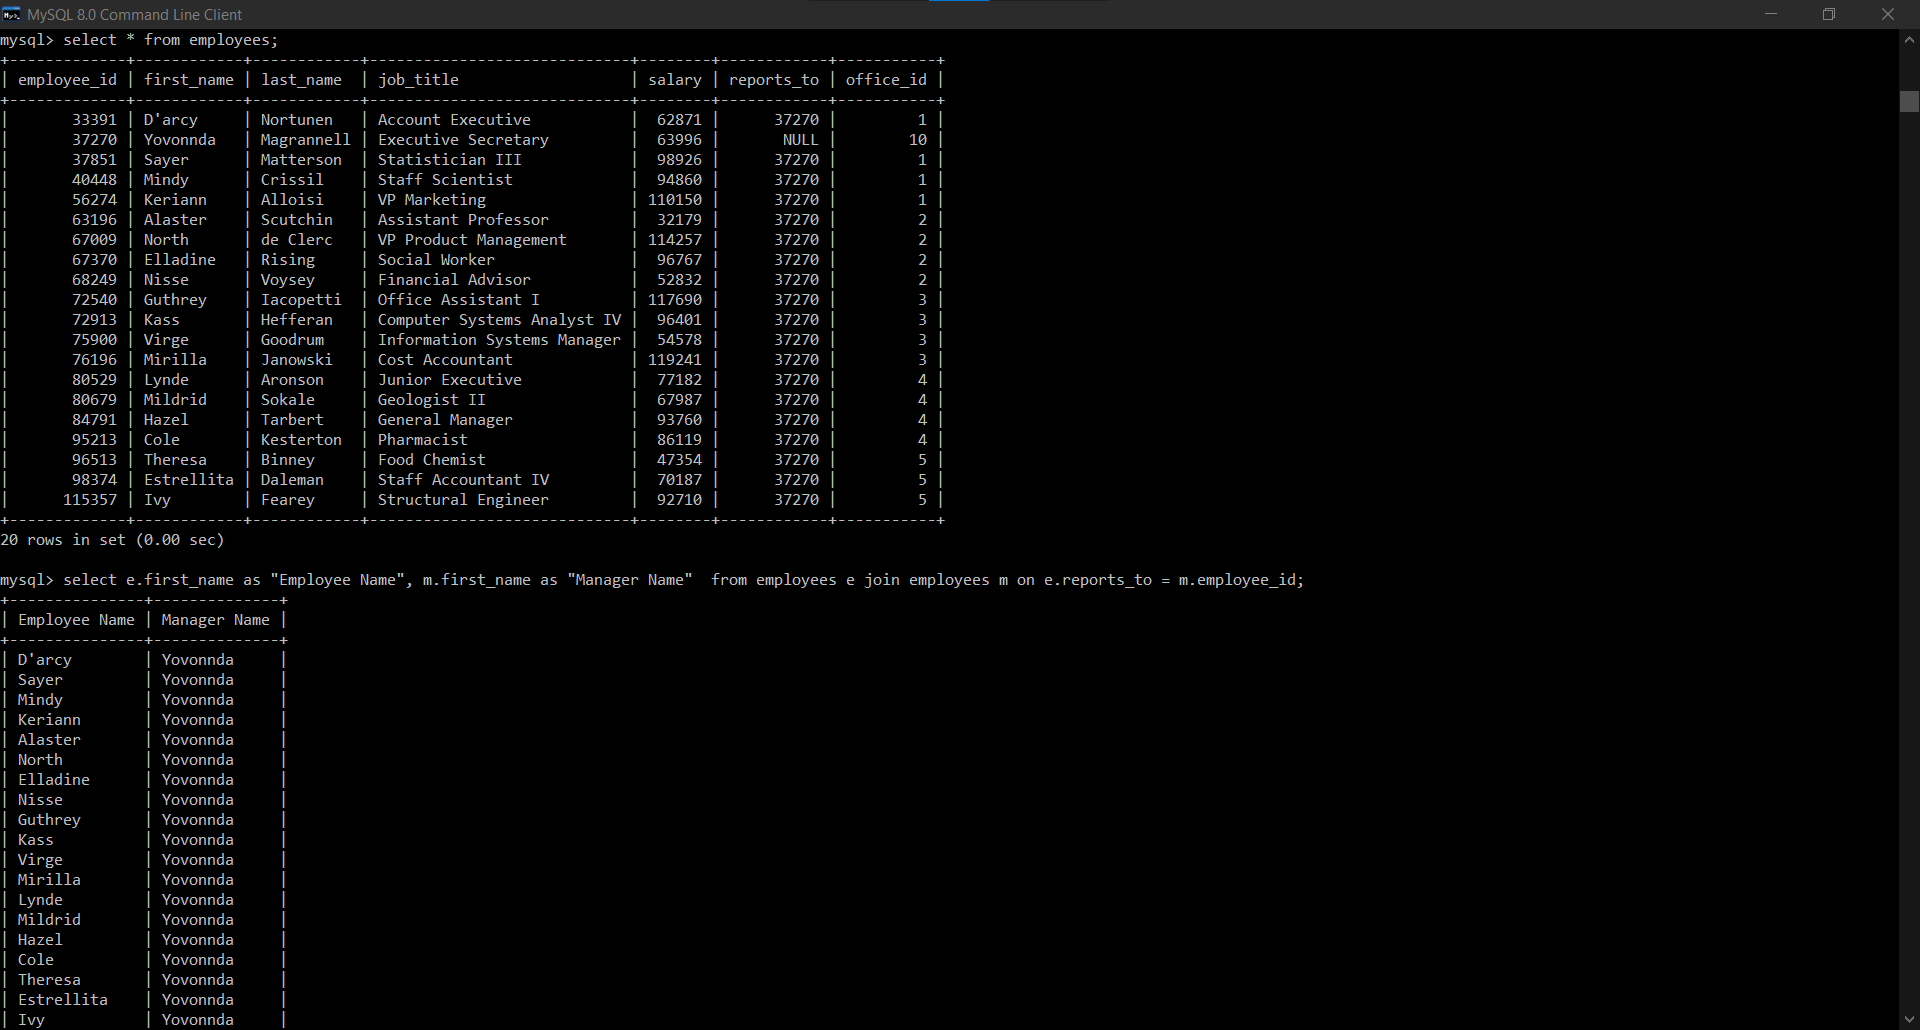 MySQL 8.0 Command Line Client
mysql> select * from employees;
+-------------+------------+------------+-----------------------------+--------+------------+-----------+
| employee_id | first_name | last_name  | job_title                   | salary | reports_to | office_id |
+-------------+------------+------------+-----------------------------+--------+------------+-----------+
|       33391 | D'arcy     | Nortunen   | Account Executive           |  62871 |      37270 |         1 |
|       37270 | Yovonnda   | Magrannell | Executive Secretary         |  63996 |       NULL |        10 |
|       37851 | Sayer      | Matterson  | Statistician III            |  98926 |      37270 |         1 |
|       40448 | Mindy      | Crissil    | Staff Scientist             |  94860 |      37270 |         1 |
|       56274 | Keriann    | Alloisi    | VP Marketing                | 110150 |      37270 |         1 |
|       63196 | Alaster    | Scutchin   | Assistant Professor         |  32179 |      37270 |         2 |
|       67009 | North      | de Clerc   | VP Product Management       | 114257 |      37270 |         2 |
|       67370 | Elladine   | Rising     | Social Worker               |  96767 |      37270 |         2 |
|       68249 | Nisse      | Voysey     | Financial Advisor           |  52832 |      37270 |         2 |
|       72540 | Guthrey    | Iacopetti  | Office Assistant I          | 117690 |      37270 |         3 |
|       72913 | Kass       | Hefferan   | Computer Systems Analyst IV |  96401 |      37270 |         3 |
|       75900 | Virge      | Goodrum    | Information Systems Manager |  54578 |      37270 |         3 |
|       76196 | Mirilla    | Janowski   | Cost Accountant             | 119241 |      37270 |         3 |
|       80529 | Lynde      | Aronson    | Junior Executive            |  77182 |      37270 |         4 |
|       80679 | Mildrid    | Sokale     | Geologist II                |  67987 |      37270 |         4 |
|       84791 | Hazel      | Tarbert    | General Manager             |  93760 |      37270 |         4 |
|       95213 | Cole       | Kesterton  | Pharmacist                  |  86119 |      37270 |         4 |
|       96513 | Theresa    | Binney     | Food Chemist                |  47354 |      37270 |         5 |
|       98374 | Estrellita | Daleman    | Staff Accountant IV         |  70187 |      37270 |         5 |
|      115357 | Ivy        | Fearey     | Structural Engineer         |  92710 |      37270 |         5 |
+-------------+------------+------------+-----------------------------+--------+------------+-----------+
20 rows in set (0.00 sec)
mysql> select e.first_name as "Employee Name", m.first_name as "Manager Name"  from employees e join employees m on e.reports_to = m.employee_id;
+---------------+--------------+
| Employee Name | Manager Name |
+---------------+--------------+
| D'arcy        | Yovonnda     |
| Sayer         | Yovonnda     |
| Mindy         | Yovonnda     |
| Keriann       | Yovonnda     |
| Alaster       | Yovonnda     |
| North         | Yovonnda     |
| Elladine      | Yovonnda     |
| Nisse         | Yovonnda     |
| Guthrey       | Yovonnda     |
| Kass          | Yovonnda     |
| Virge         | Yovonnda     |
| Mirilla       | Yovonnda     |
| Lynde         | Yovonnda     |
| Mildrid       | Yovonnda     |
| Hazel         | Yovonnda     |
| Cole          | Yovonnda     |
| Theresa       | Yovonnda     |
| Estrellita    | Yovonnda     |
| Ivy           | Yovonnda     |